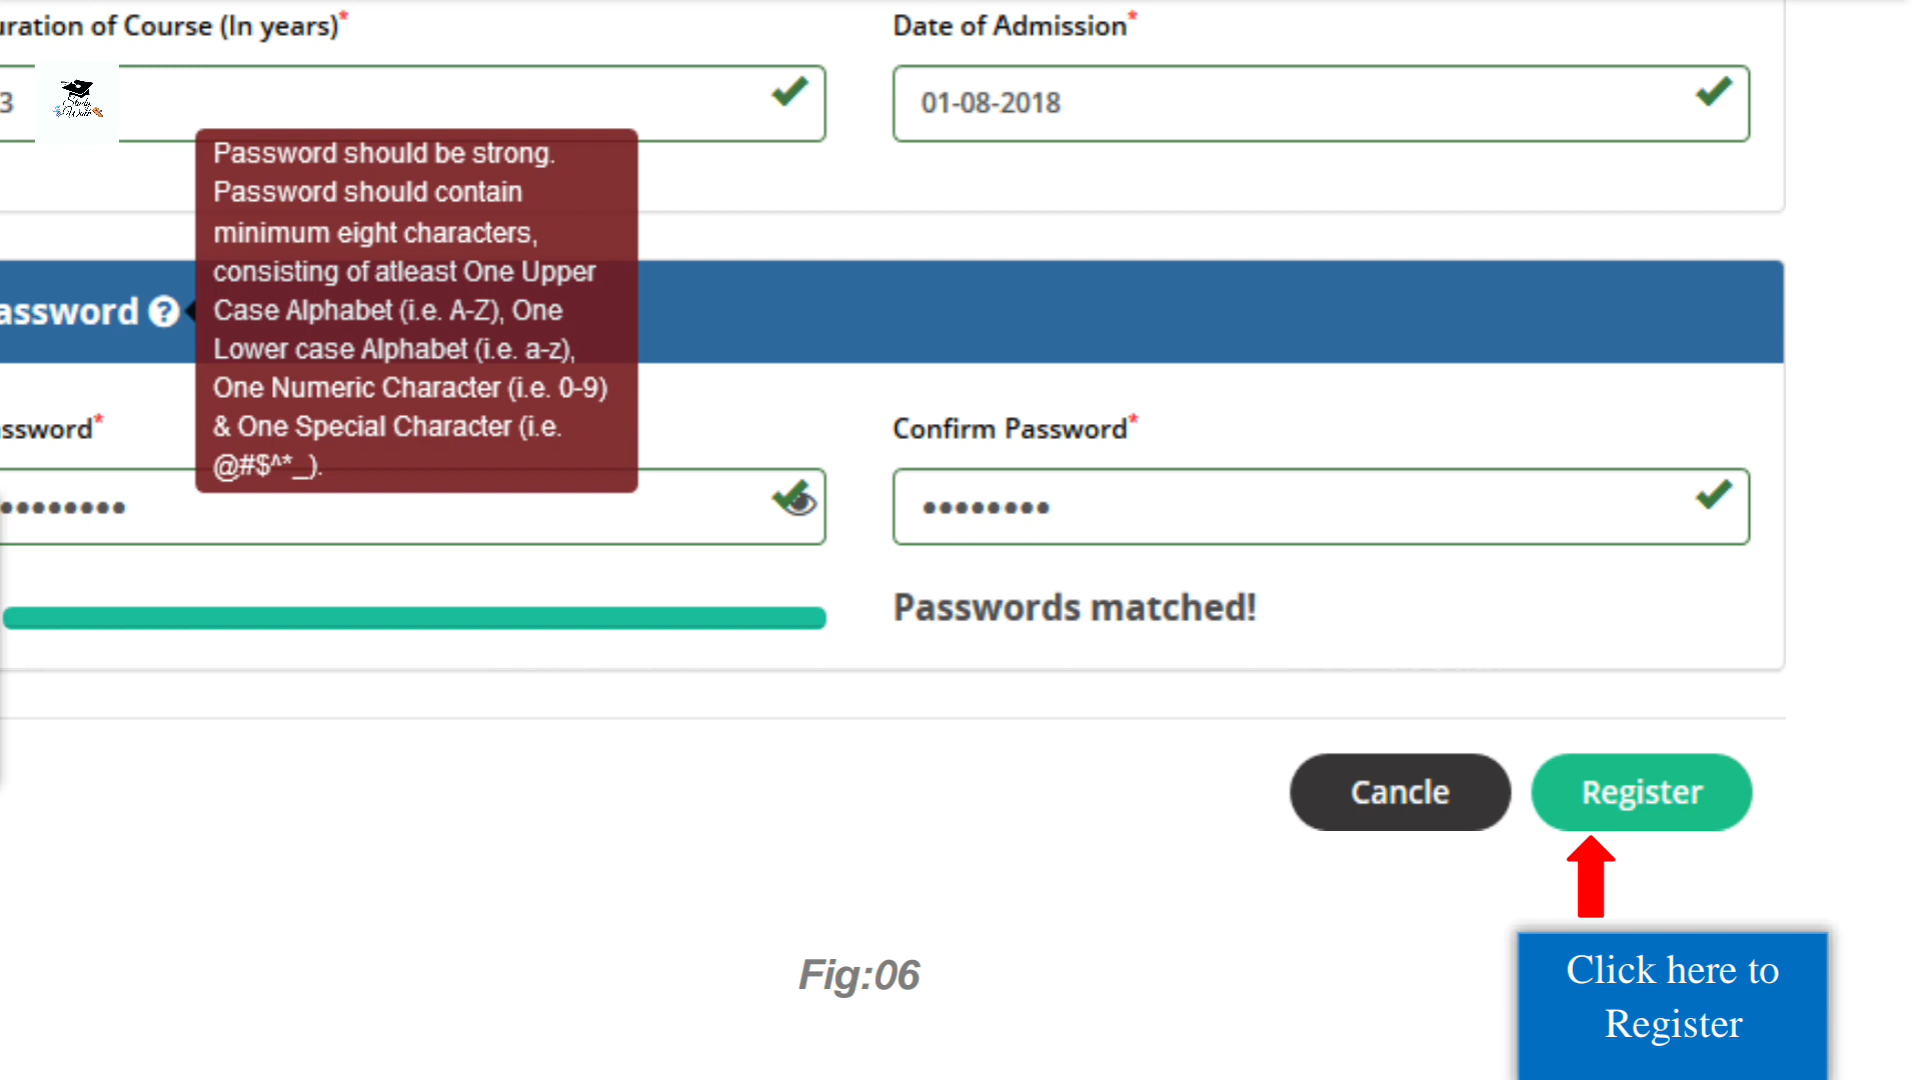 uration of Course (In years)*
Date of Admission*
3
Study
01-08-2018
Password should be strong.
Password should contain
minimum eight characters,
consisting of atleast One Upper
Case Alphabet (i.e. A-Z), One
Lower case Alphabet (i.e. a-z),
One Numeric Character (i.e. 0-9)
& One Special Character (i.e.
@#$^*_).
assword
ssword*
Confirm Password*
Passwords matched!
Cancle
Register
Click here to
Register
Fig:06